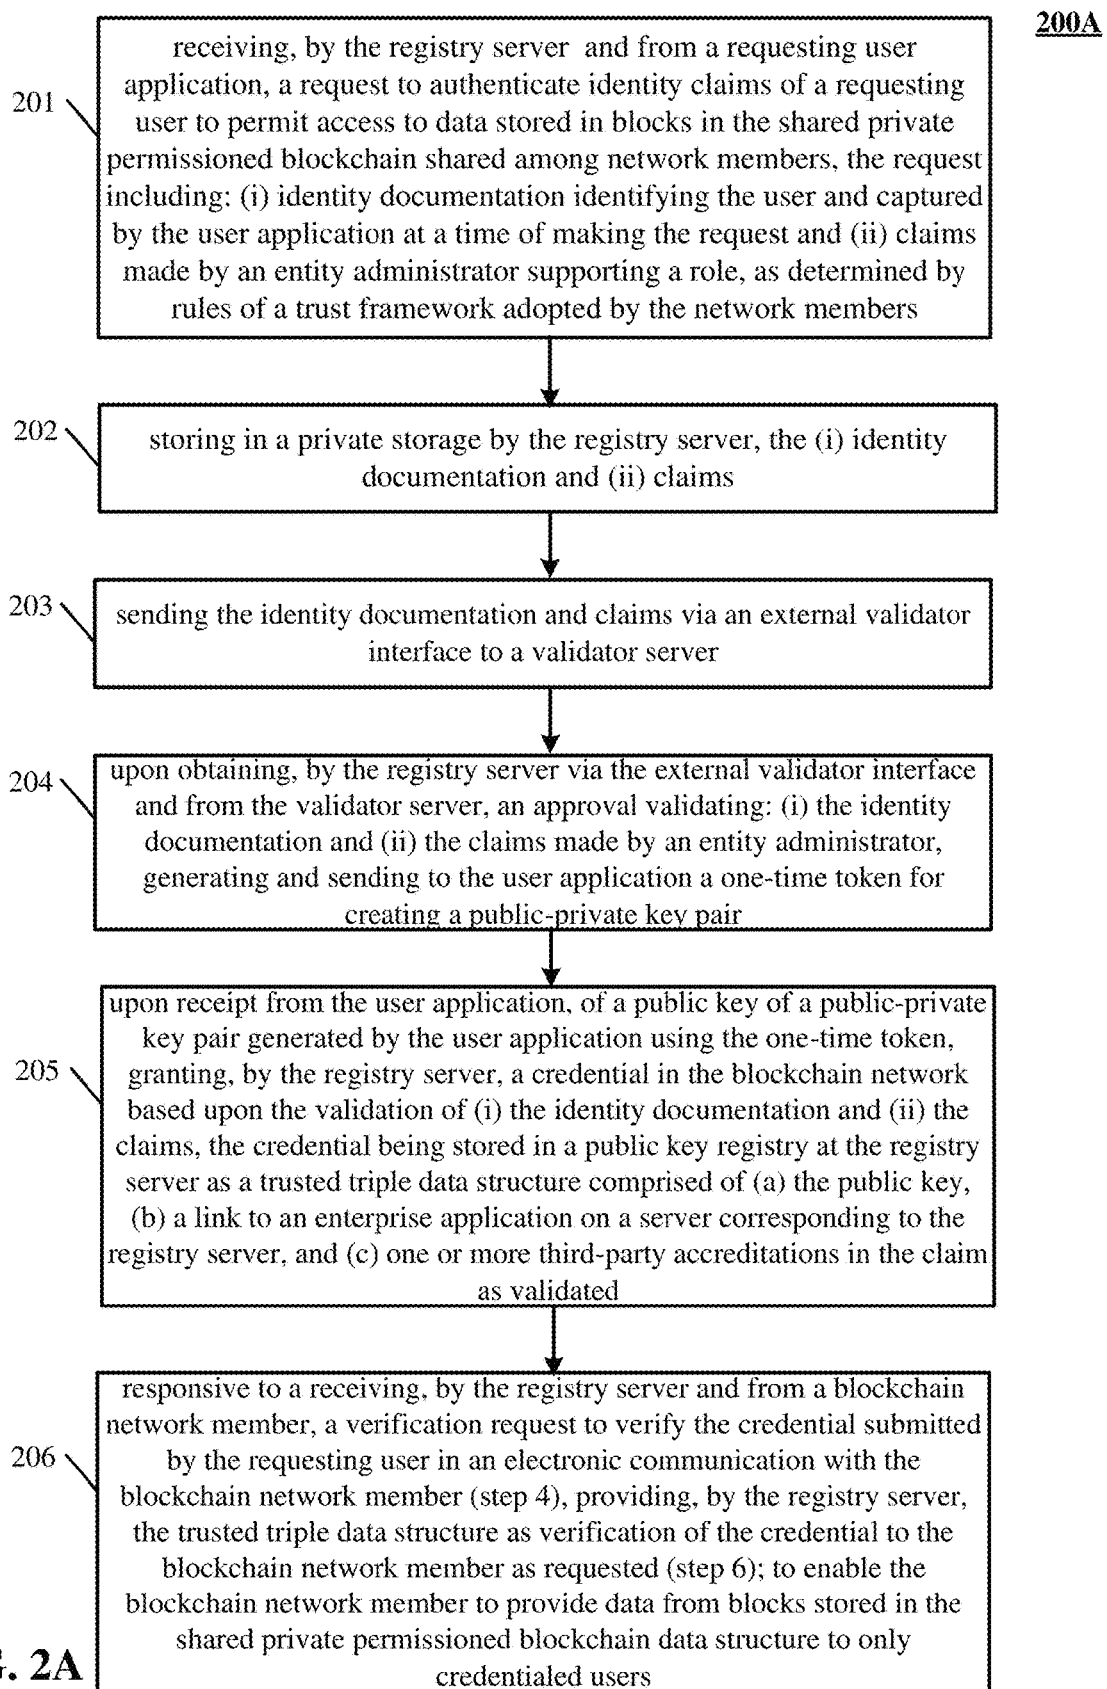 200A
receiving, by the registry server and from a requesting user
application, a request to authenticate identity claims of a requesting
user to permit access to data stored in blocks in the shared private
permissioned blockchain shared among network members, the request
including: (i) identity documentation identifying the user and captured
by the user application at a time of making the request and (ii) claims
made by an entity administrator supporting a role, as determined by
rules of a trust framework adopted by the network members
201
202
storing in a private storage by the registry server, the (i) identity
documentation and (ii) claims
203
sending the identity documentation and claims via an external validator
interface to a validator server
204
upon obtaining, by the registry server via the external validator interface
and from the validator server, an approval validating: (i) the identity
documentation and (ii) the claims made by an entity administrator,
generating and sending to the user application a one-time token for
creating a public-private key pair
205
upon receipt from the user application, of a public key of a public-private
key pair generated by the user application using the one-time token,
granting, by the registry server, a credential in the blockchain network
based upon the validation of (i) the identity documentation and (ii) the
claims, the credential being stored in a public key registry at the registry
server as a trusted triple data structure comprised of (a) the public key,
(b) a link to an enterprise application on a server corresponding to the
registry server, and (c) one or more third-party accreditations in the claim
as validated
206
responsive to a receiving, by the registry server and from a blockchain
network member, a verification request to verify the credential submitted
by the requesting user in an electronic communication with the
blockchain network member (step 4), providing, by the registry server,
the trusted triple data structure as verification of the credential to the
blockchain network member as requested (step 6); to enable the
blockchain network member to provide data from blocks stored in the
shared private permissioned blockchain data structure to only
credentialed users
. 2A